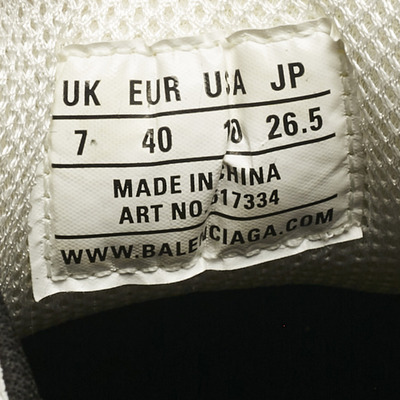 UK EUR USA JP
7 40 10 26.5
MADE IN CHINA
ART NO.517334
WWW.BALENCIAGA.COM